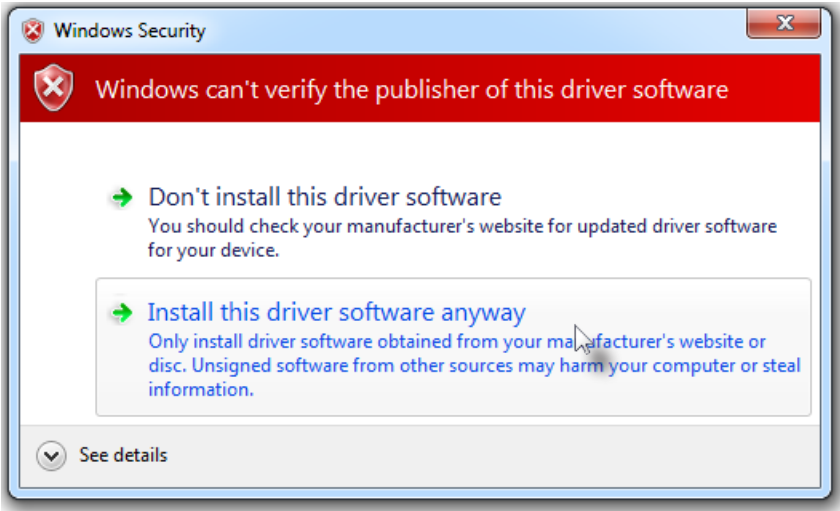 Windows Security
Windows can't verify the publisher of this driver software
Don't install this driver software
You should check your manufacturer's website for updated driver software
for your device.
Install this driver software anyway
Only install driver software obtained from your manufacturer's website or
disc. Unsigned software from other sources may harm your computer or steal
information.
See details